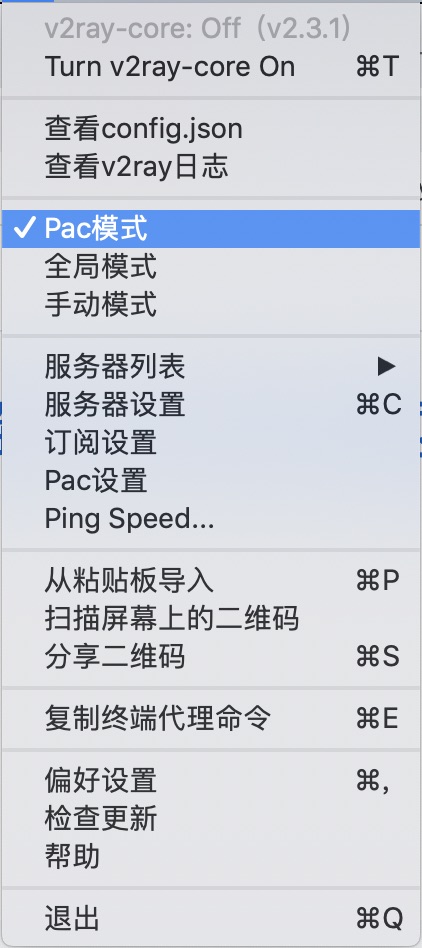 v2ray-core: Off（v2.3.1）
Turn v2ray-core On ⌘T
查看config.json
查看v2ray日志
✓ Pac模式
全局模式
手动模式
服务器列表 ▶
服务器设置 ⌘C
订阅设置
Pac设置
Ping Speed...
从粘贴板导入 ⌘P
扫描屏幕上的二维码
分享二维码 ⌘S
复制终端代理命令 ⌘E
偏好设置 ⌘,
检查更新
帮助
退出 ⌘Q